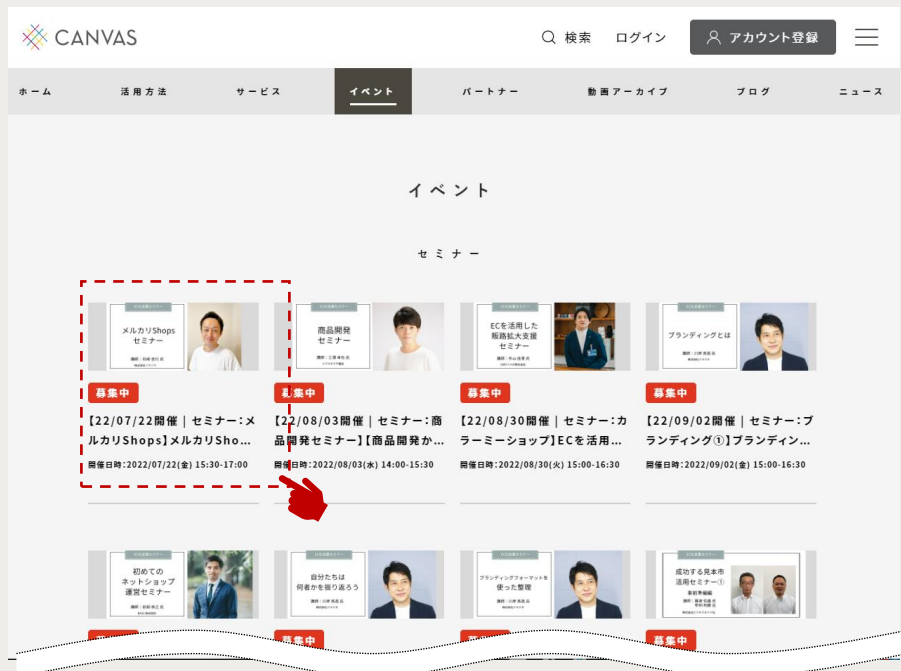 CANVAS
検索 ログイン アカウント登録
ホーム 活用方法 サービス イベント パートナー 動画アーカイブ ブログ ニュース
イベント
セミナー
メルカリShops
セミナー
商品開発
セミナー
ECを活用した
販路拡大支援
セミナー
ブランディングとは
募集中 募集中 募集中 募集中
【22/07/22開催 | セミナー:メ
ルカリShops】メルカリSho...
開催日時:2022/07/22(金) 15:30-17:00
【22/08/03開催 | セミナー:商
品開発セミナー】【商品開発か...
開催日時:2022/08/03(水) 14:00-15:30
【22/08/30開催 | セミナー:カ
ラーミーショップ】ECを活用...
開催日時:2022/08/30(火) 15:00-16:30
【22/09/02開催 | セミナー:ブ
ランディング①】ブランディン...
開催日時:2022/09/02(金) 15:00-16:30
初めての
ネットショップ
運営セミナー
自分たちは
何者かを振り返ろう
ブランディングフォーマットを
使った整理
成功する見本市
活用セミナー①
事前準備編
募集中 募集中